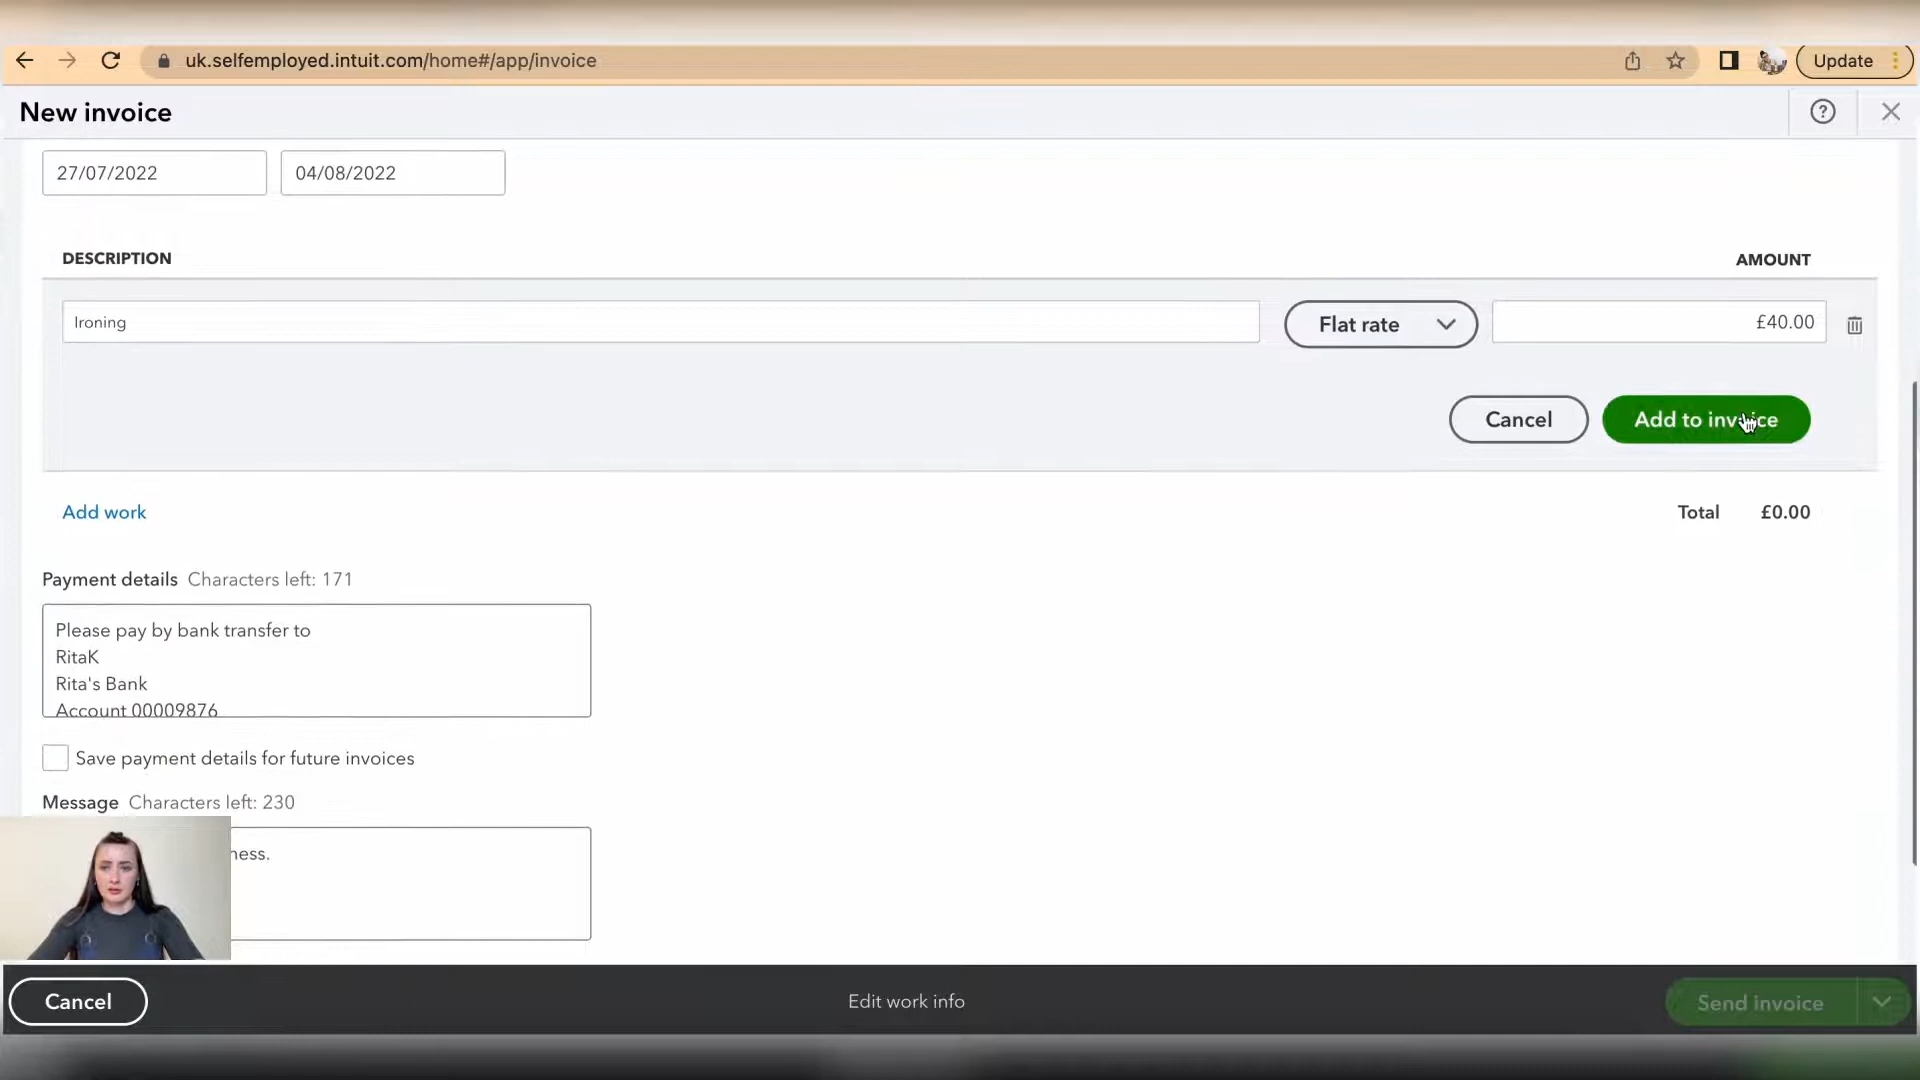 uk.selfemployed.intuit.com/home#/app/invoice
Update
New invoice
27/07/2022 04/08/2022
DESCRIPTION AMOUNT
Ironing Flat rate £40.00
Cancel Add to invoice
Add work Total £0.00
Payment details Characters left: 171
Please pay by bank transfer to
RitaK
Rita's Bank
Account 00009876
Save payment details for future invoices
Message Characters left: 230
ness.
Cancel Edit work info Send invoice